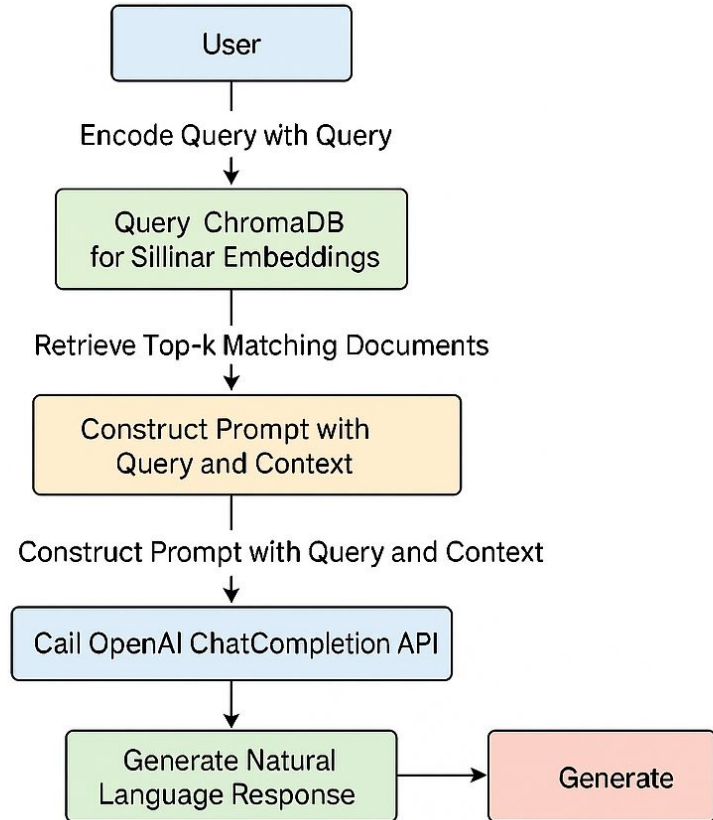 User
Encode Query wth Query
Query ChromaDB
for Sillinar Embeddings
Retrieve Top-k Matching Documents
Construct Prompt with
Query and Context
Construct Prompt with Query and Context
Cail OpenAI ChatCompletion API
Generate Natural
Language Response
Generate